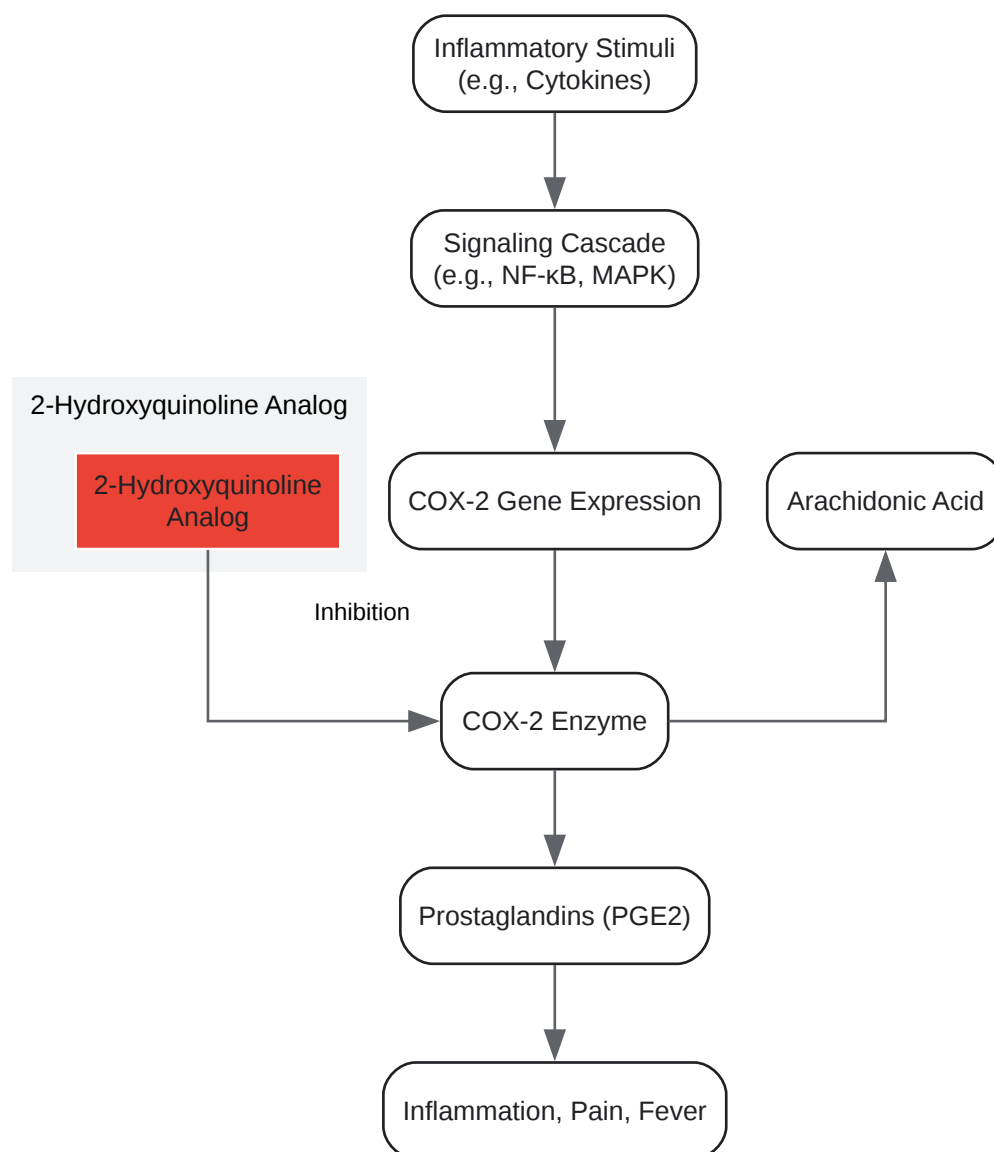 Inflammatory Stimuli
(e.g., Cytokines)
Signaling Cascade
(e.g., NF-κB, MAPK)
2-Hydroxyquinoline Analog
2-Hydroxyquinoline
Analog
COX-2 Gene Expression
Arachidonic Acid
Inhibition
COX-2 Enzyme
Prostaglandins (PGE2)
Inflammation, Pain, Fever